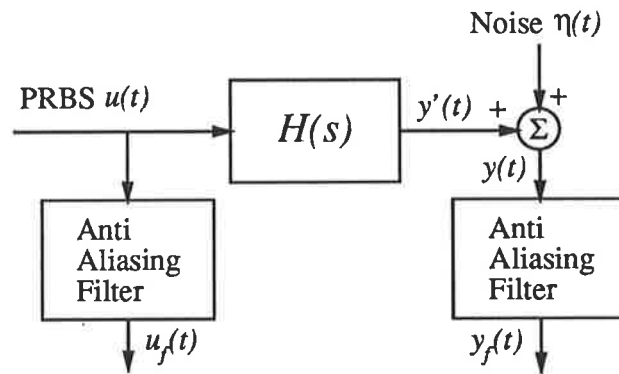 Noise η(t)
PRBS u(t)
H(s)
y'(t)
+
+
Σ
y(t)
Anti
Aliasing
Filter
Anti
Aliasing
Filter
u_f(t)
y_f(t)